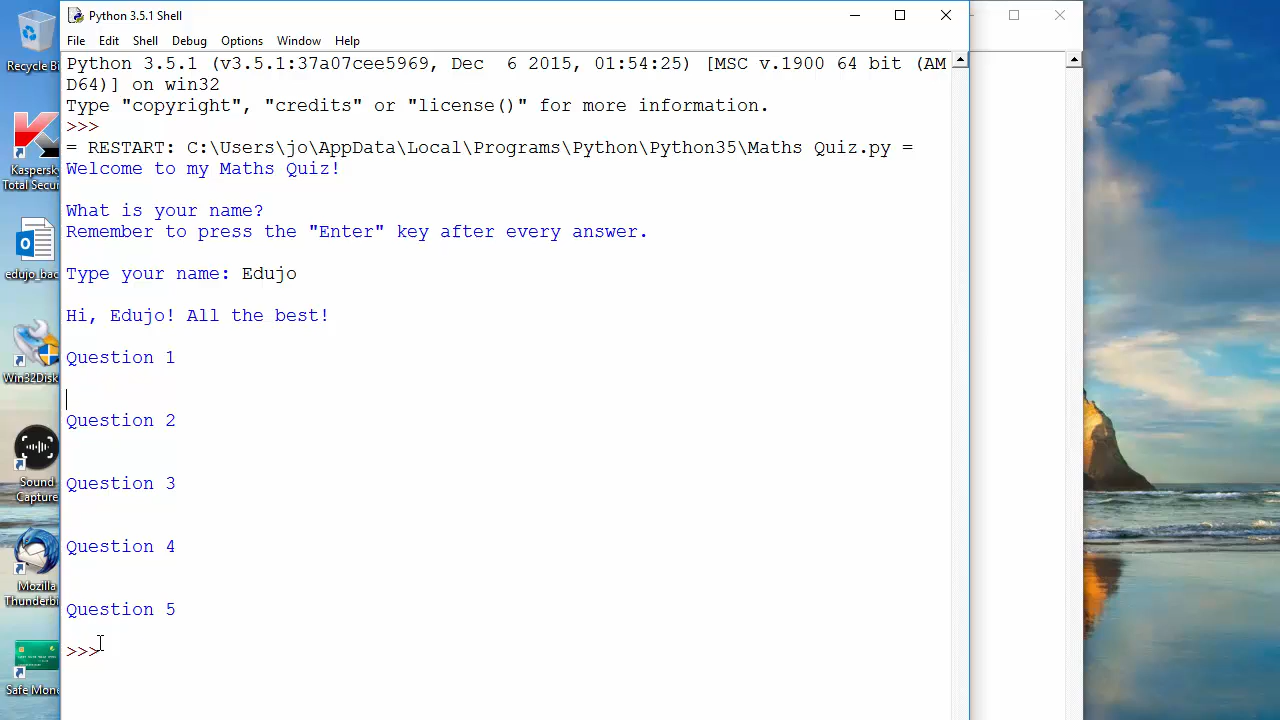 Python 3.5.1 Shell
File Edit Shell Debug Options Window Help
Python 3.5.1 (v3.5.1:37a07cee5969, Dec  6 2015, 01:54:25) [MSC v.1900 64 bit (AM
D64)] on win32
Type "copyright", "credits" or "license()" for more information.
>>>
= RESTART: C:\Users\jo\AppData\Local\Programs\Python\Python35\Maths Quiz.py =
Welcome to my Maths Quiz!
What is your name?
Remember to press the "Enter" key after every answer.
Type your name: Edujo
Hi, Edujo! All the best!
Question 1
Question 2
Question 3
Question 4
Question 5
>>>
Recycle Bi
Kaspersky
Total Secur
edujo_bac
Win32Disk
Sound
Capture
Mozilla
Thunderbi
Safe Mone